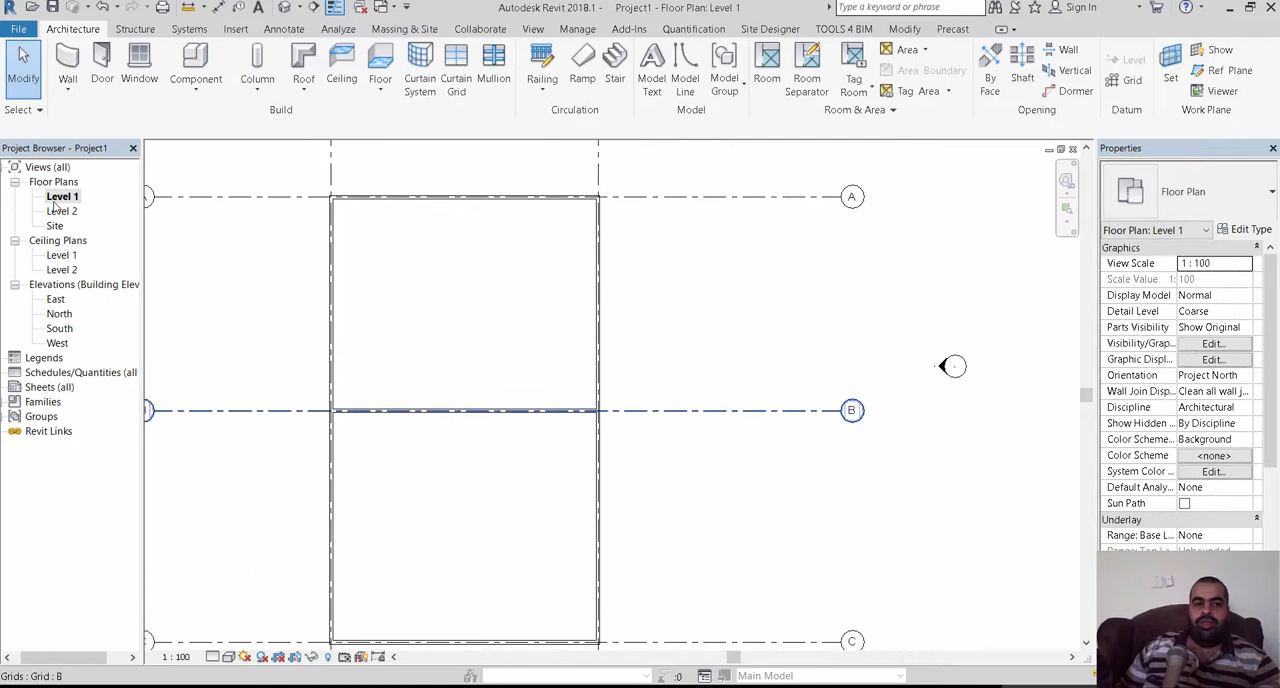 Autodesk Revit 2018.1 - Project1 - Floor Plan: Level 1
Type a keyword or phrase
Sign In
File Architecture Structure Systems Insert Annotate Analyze Massing & Site Collaborate View Manage Add-Ins Quantification Site Designer TOOLS 4 BIM Modify Precast
Modify Wall Door Window Component Column Roof Ceiling Floor Curtain System Curtain Grid Mullion Railing Ramp Stair Model Text Model Line Model Group Room Room Separator Tag Room
Area
Area Boundary
Tag Area
By Face Shaft
Wall
Vertical
Dormer
Level
Grid
Set
Show
Ref Plane
Viewer
Select Build Circulation Model Room & Area Opening Datum Work Plane
Project Browser - Project1
Views (all)
Floor Plans
Level 1
Level 2
Site
Ceiling Plans
Level 1
Level 2
Elevations (Building Elev
East
North
South
West
Legends
Schedules/Quantities (all
Sheets (all)
Families
Groups
Revit Links
A
B
C
Properties
Floor Plan
Floor Plan: Level 1
Edit Type
Graphics
View Scale 1 : 100
Scale Value 1: 100
Display Model Normal
Detail Level Coarse
Parts Visibility Show Original
Visibility/Grap... Edit...
Graphic Displ... Edit...
Orientation Project North
Wall Join Disp... Clean all wall j...
Discipline Architectural
Show Hidden ... By Discipline
Color Scheme... Background
Color Scheme <none>
System Color ... Edit...
Default Analy... None
Sun Path
Underlay
Range: Base L... None
1 : 100
:0
Main Model
Grids : Grid : B